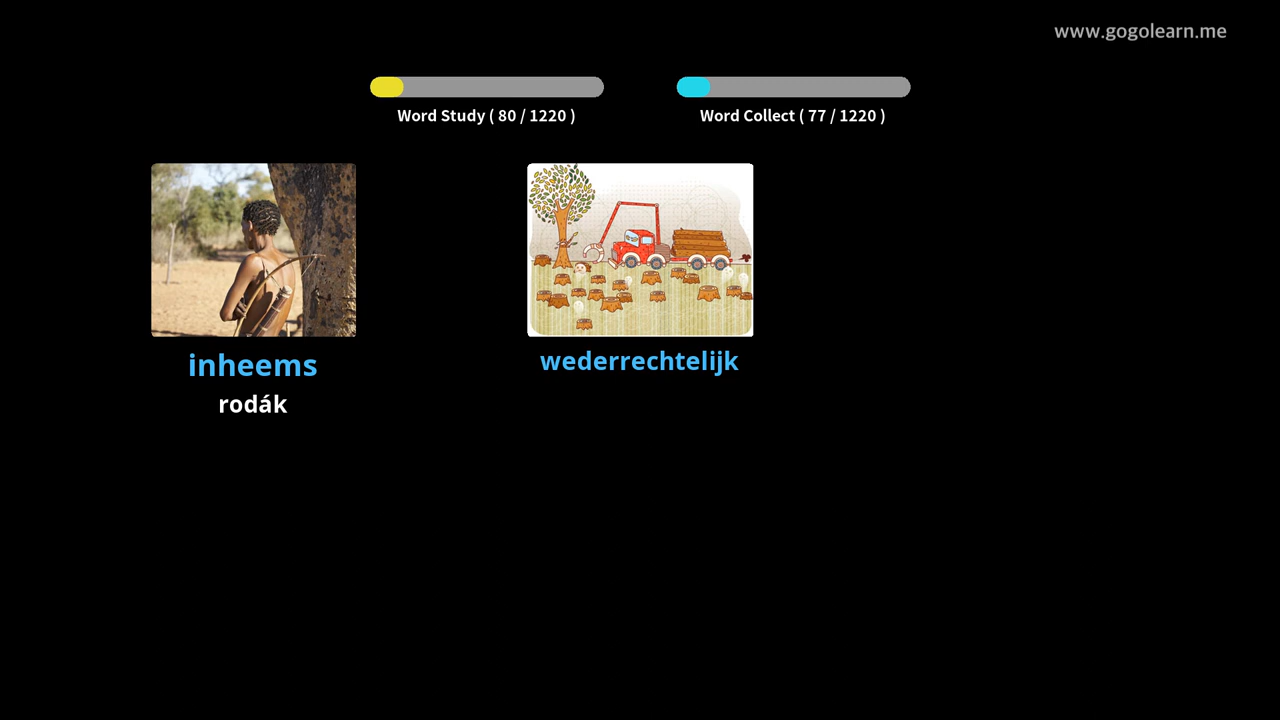 www.gogolearn.me
Word Study ( 80 / 1220 )
Word Collect ( 77 / 1220 )
inheems
rodák
wederrechtelijk